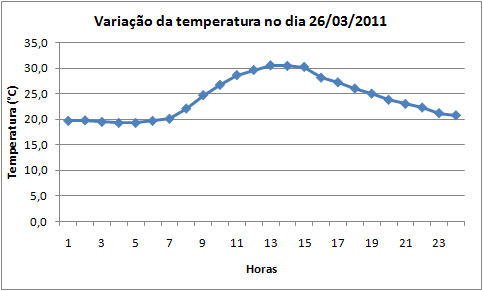 Variação da temperatura no dia 26/03/2011
Temperatura (°C)
35,0
30,0
25,0
20,0
15,0
10,0
5,0
0,0
1 3 5 7 9 11 13 15 17 19 21 23
Horas